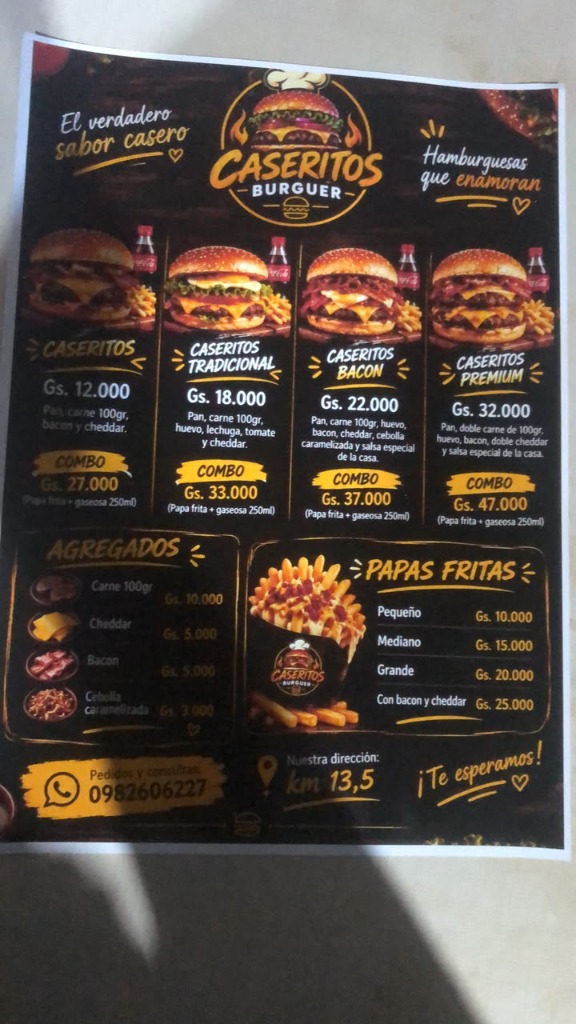 El verdadero
sabor casero
CASERITOS
BURGUER
Hamburguesas
que enamoran
CASERITOS
Gs. 12.000
Pan, carne 100gr,
bacon y cheddar.
COMBO
Gs. 27.000
(Papa frita + gaseosa 250ml)
CASERITOS
TRADICIONAL
Gs. 18.000
Pan, carne 100gr,
huevo, lechuga, tomate
y cheddar.
COMBO
Gs. 33.000
(Papa frita + gaseosa 250ml)
CASERITOS
BACON
Gs. 22.000
Pan, carne 100gr, huevo,
bacon, cheddar, cebolla
caramelizada y salsa especial
de la casa.
COMBO
Gs. 37.000
(Papa frita + gaseosa 250ml)
CASERITOS
PREMIUM
Gs. 32.000
Pan, doble carne de 100gr,
huevo, bacon, doble cheddar
y salsa especial de la casa.
COMBO
Gs. 47.000
(Papa frita + gaseosa 250ml)
AGREGADOS
Carne 100gr Gs. 10.000
Cheddar Gs. 5.000
Bacon Gs. 5.000
Cebolla
caramelizada Gs. 3.000
CASERITOS
BURGUER
PAPAS FRITAS
Pequeño Gs. 10.000
Mediano Gs. 15.000
Grande Gs. 20.000
Con bacon y cheddar Gs. 25.000
Pedidos y consultas:
0982606227
Nuestra dirección:
km 13,5
¡Te esperamos!